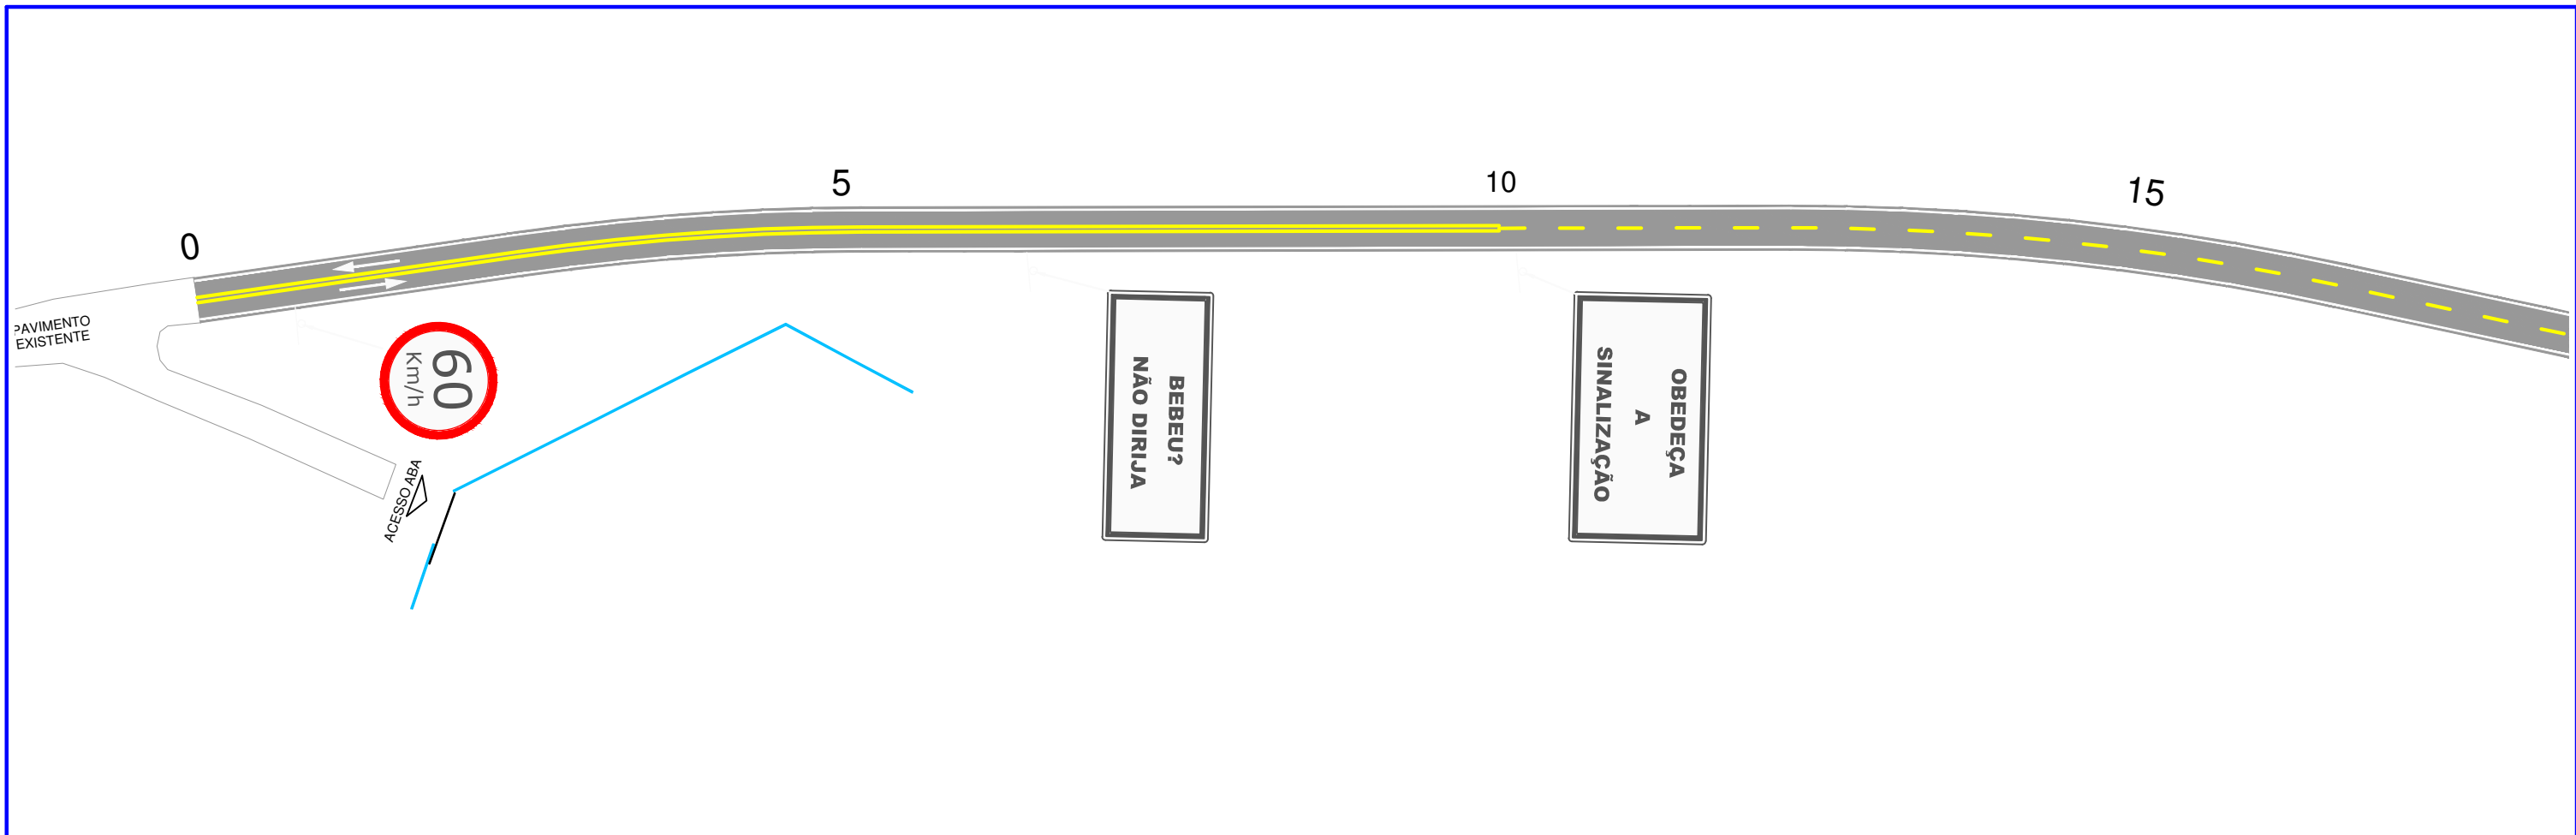 0
5
10
15
PAVIMENTO
EXISTENTE
60
Km/h
ACESSO ABA
BEBEU?
NÃO DIRIJA
OBEDEÇA
A
SINALIZAÇÃO